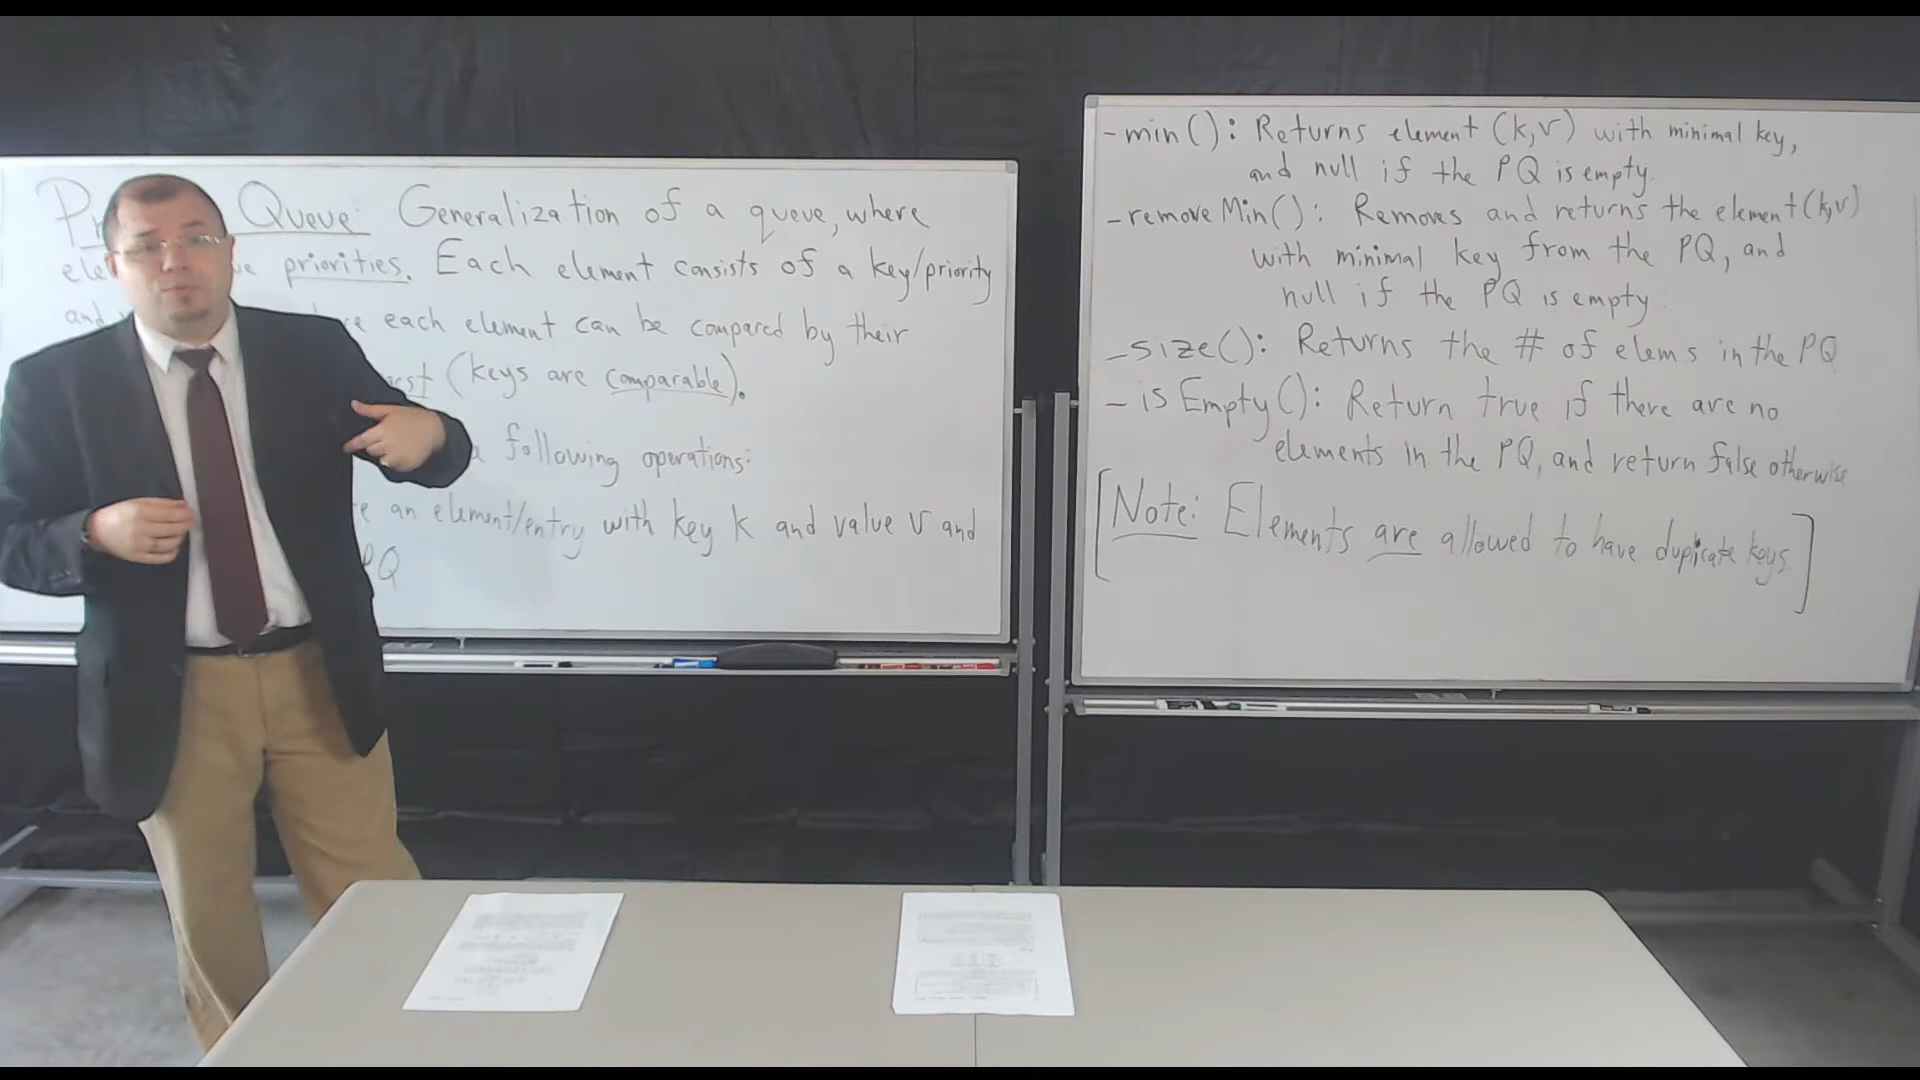 Queue: Generalization of a queue, where
priorities. Each element consists of a key/priority
and each element can be compared by their
(keys are comparable).
following operations:
an element/entry with key k and value v and
PQ
- min(): Returns element (k,v) with minimal key,
and null if the PQ is empty.
- removeMin(): Removes and returns the element (k,v)
with minimal key from the PQ, and
null if the PQ is empty.
- size(): Returns the # of elems in the PQ
- isEmpty(): Return true if there are no
elements in the PQ, and return false otherwise
[Note: Elements are allowed to have duplicate keys.]